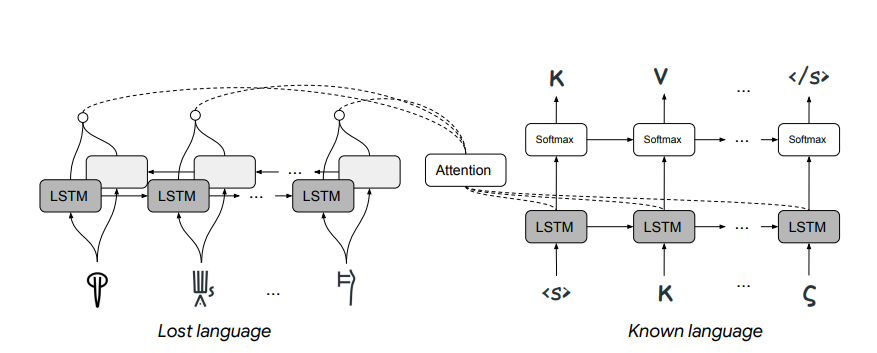 K V ... </s>
Softmax Softmax ... Softmax
... Attention
LSTM LSTM ... LSTM
LSTM LSTM ... LSTM
... <s> K ... ς
Lost language Known language